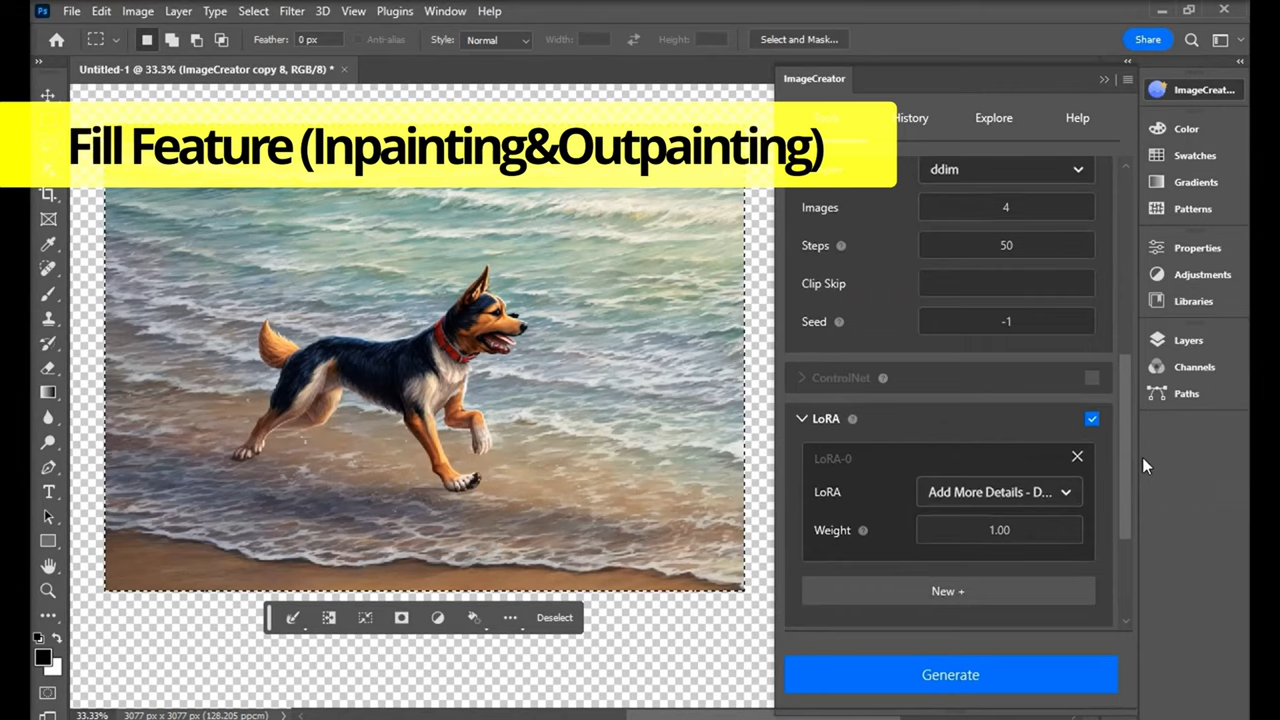 Ps File Edit Image Layer Type Select Filter 3D View Plugins Window Help
Feather: 0 px Anti-alias Style: Normal Width: Height: Select and Mask... Share
Untitled-1 @ 33.3% (ImageCreator copy 8, RGB/8) *
ImageCreator
ImageCreat...
History Explore Help
Fill Feature (Inpainting&Outpainting)
Color
Swatches
Gradients
Patterns
Properties
Adjustments
Libraries
Layers
Channels
Paths
ddim
Images 4
Steps 50
Clip Skip
Seed -1
ControlNet
LoRA
LoRA-0
LoRA Add More Details - D...
Weight 1.00
New +
Generate
Deselect
33.33% 3077 px x 3077 px (128.205 ppcm)